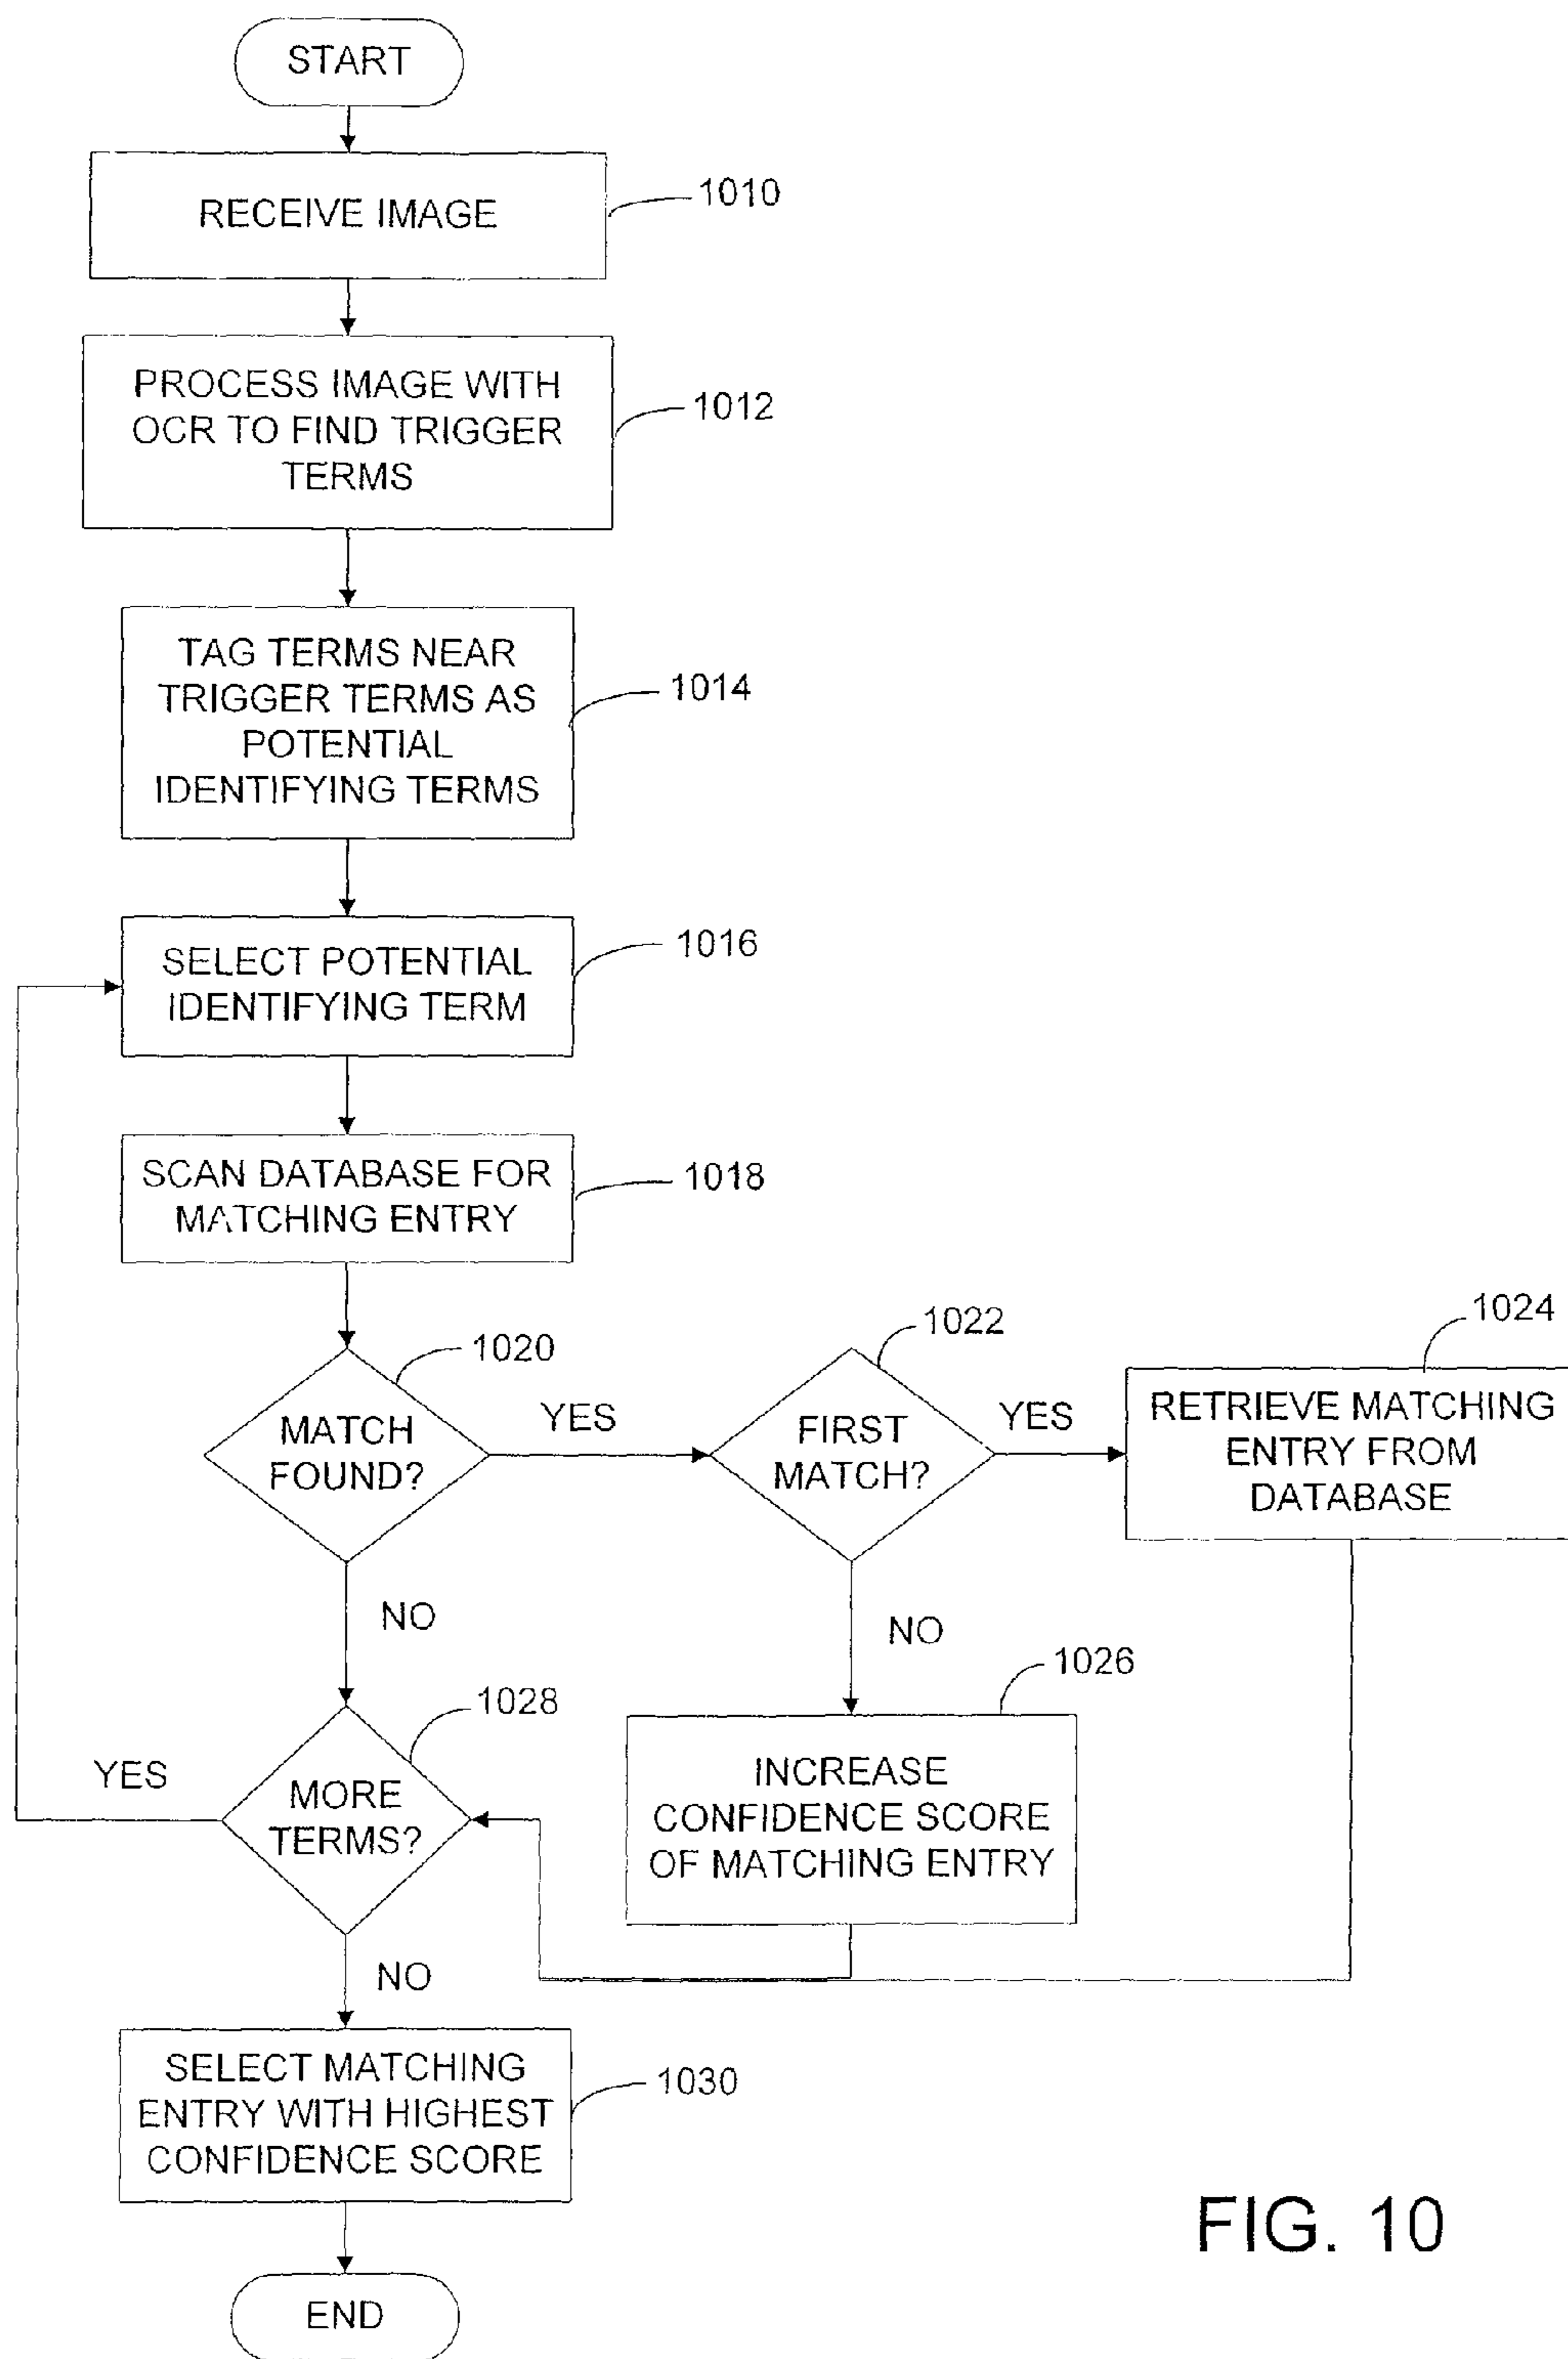 START
RECEIVE IMAGE
1010
PROCESS IMAGE WITH
OCR TO FIND TRIGGER
TERMS
1012
TAG TERMS NEAR
TRIGGER TERMS AS
POTENTIAL
IDENTIFYING TERMS
1014
SELECT POTENTIAL
IDENTIFYING TERM
1016
SCAN DATABASE FOR
MATCHING ENTRY
1018
MATCH
FOUND?
1020
YES
FIRST
MATCH?
1022
YES
RETRIEVE MATCHING
ENTRY FROM
DATABASE
1024
NO
NO
INCREASE
CONFIDENCE SCORE
OF MATCHING ENTRY
1026
MORE
TERMS?
1028
YES
NO
SELECT MATCHING
ENTRY WITH HIGHEST
CONFIDENCE SCORE
1030
END
FIG. 10